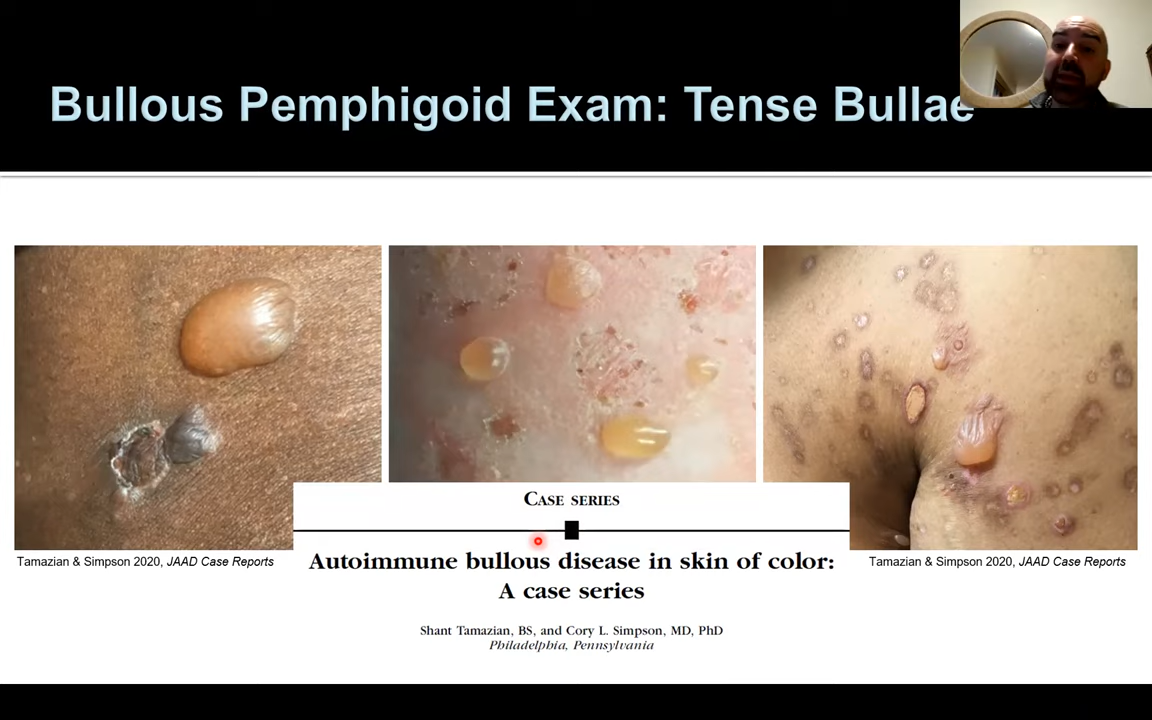 Bullous Pemphigoid Exam: Tense Bullae
CASE SERIES
Tamazian & Simpson 2020, JAAD Case Reports
Autoimmune bullous disease in skin of color:
A case series
Tamazian & Simpson 2020, JAAD Case Reports
Shant Tamazian, BS, and Cory L. Simpson, MD, PhD
Philadelphia, Pennsylvania